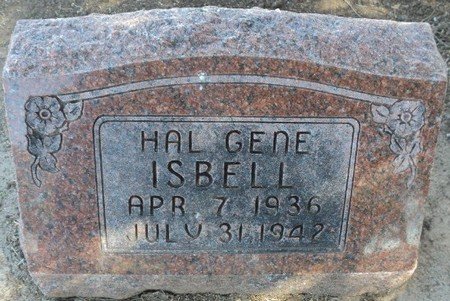 HAL GENE
ISBELL
APR 7 1936
JULY 31, 1942